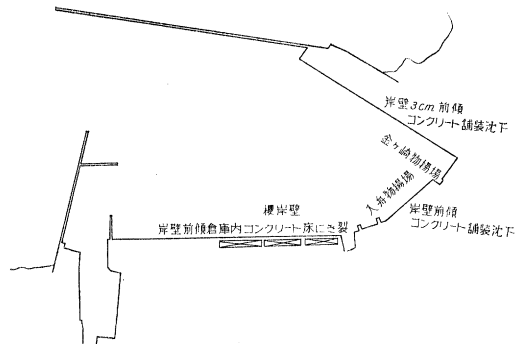 岸壁3cm前傾
コンクリート舗装沈下
金ヶ崎物揚場
入舟物揚場
岸壁前傾
コンクリート舗装沈下
櫻岸壁
岸壁前傾倉庫内コンクリート床にき裂